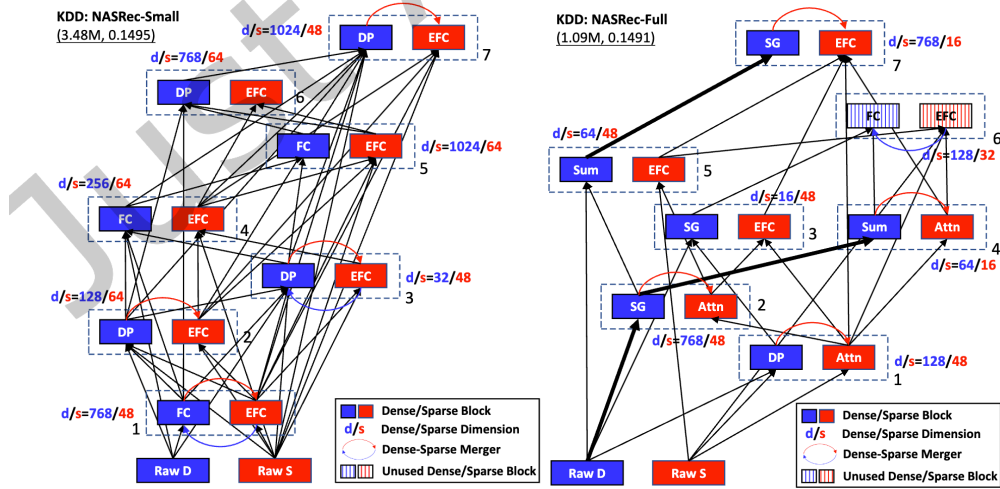 KDD: NASRec-Small
(3.48M, 0.1495)
d/s=1024/48
DP
EFC
7
d/s=768/64
DP
EFC
6
FC
EFC
5
d/s=1024/64
d/s=256/64
FC
EFC
4
DP
EFC
3
d/s=32/48
d/s=128/64
DP
EFC
2
d/s=768/48
FC
EFC
1
Raw D
Raw S
Dense/Sparse Block
d/s Dense/Sparse Dimension
Dense-Sparse Merger
Unused Dense/Sparse Block
KDD: NASRec-Full
(1.09M, 0.1491)
SG
EFC
d/s=768/16
7
FC
EFC
6
d/s=128/32
d/s=64/48
Sum
EFC
5
d/s=16/48
SG
EFC
3
Sum
Attn
4
d/s=64/16
SG
Attn
2
d/s=768/48
DP
Attn
d/s=128/48
1
Raw D
Raw S
Dense/Sparse Block
d/s Dense/Sparse Dimension
Dense-Sparse Merger
Unused Dense/Sparse Block